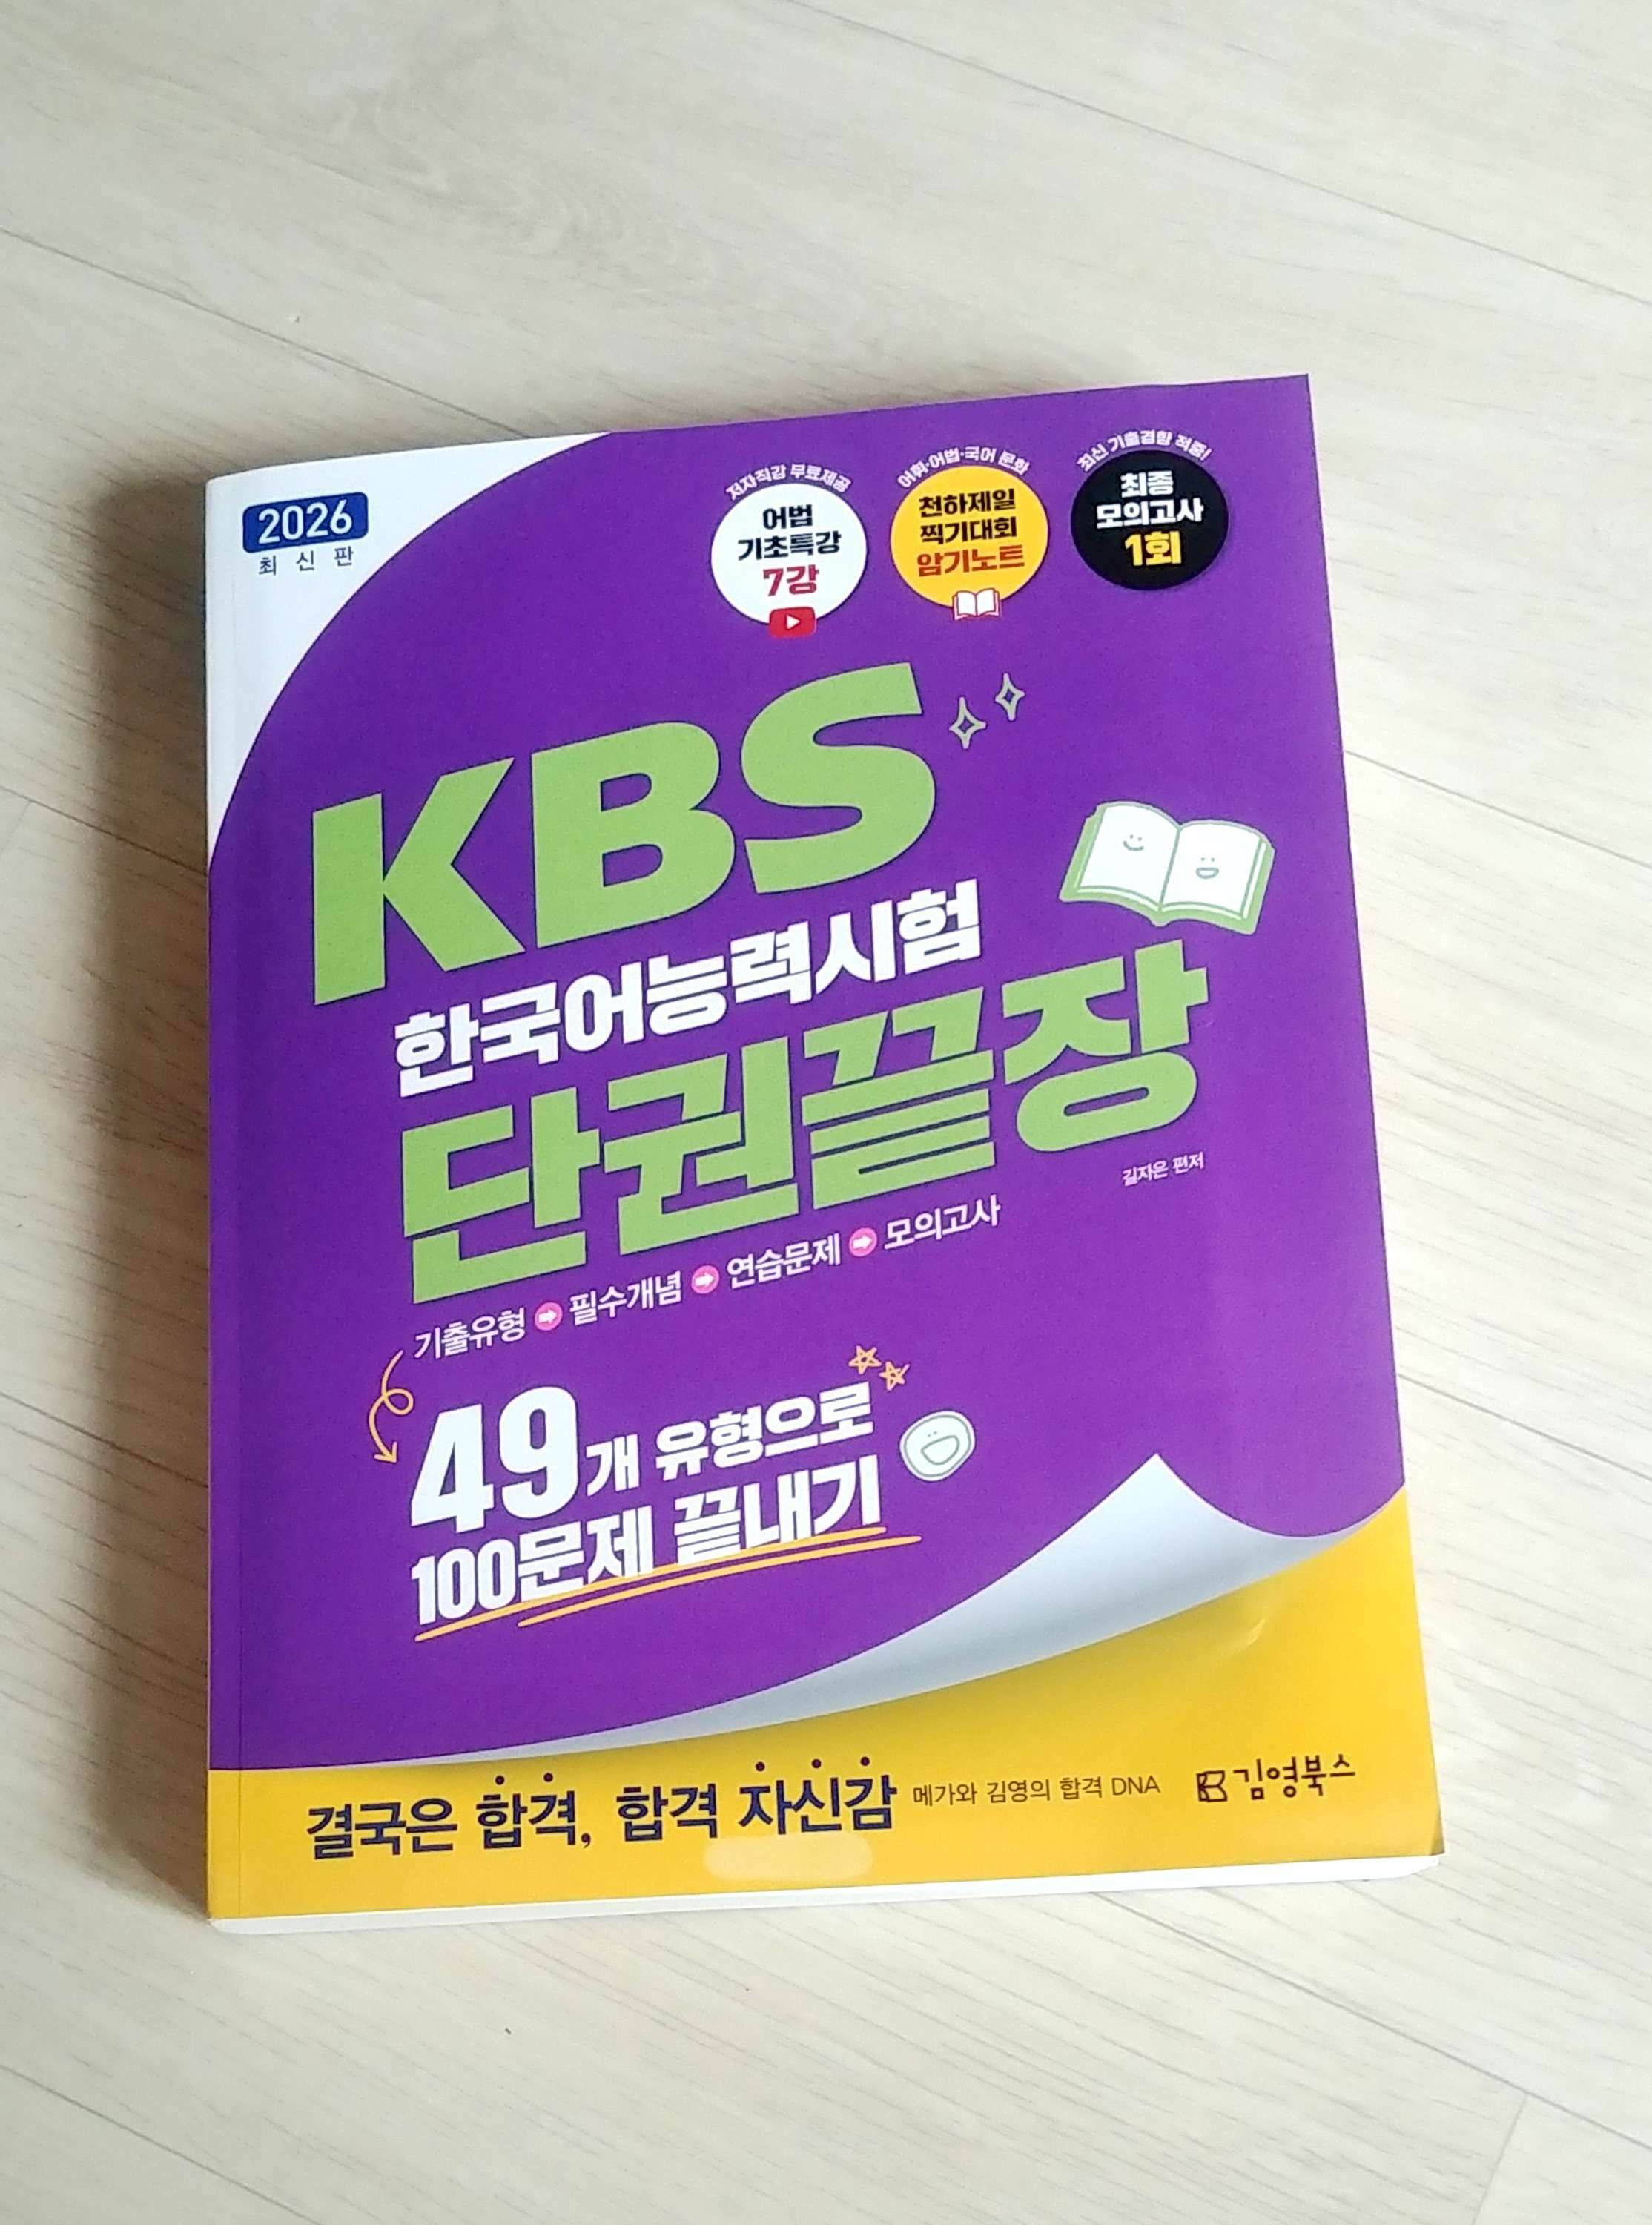 2026
최신판
저자직강 무료제공
어법
기초특강
7강
어휘·어법·국어 문화
천하제일
찍기대회
암기노트
최신 기출경향 적중!
최종
모의고사
1회
KBS
한국어능력시험
단권끝장
길자은 편저
기출유형 ➡ 필수개념 ➡ 연습문제 ➡ 모의고사
49개 유형으로
100문제 끝내기
결국은 합격, 합격 자신감 메가와 김영의 합격 DNA 김영북스